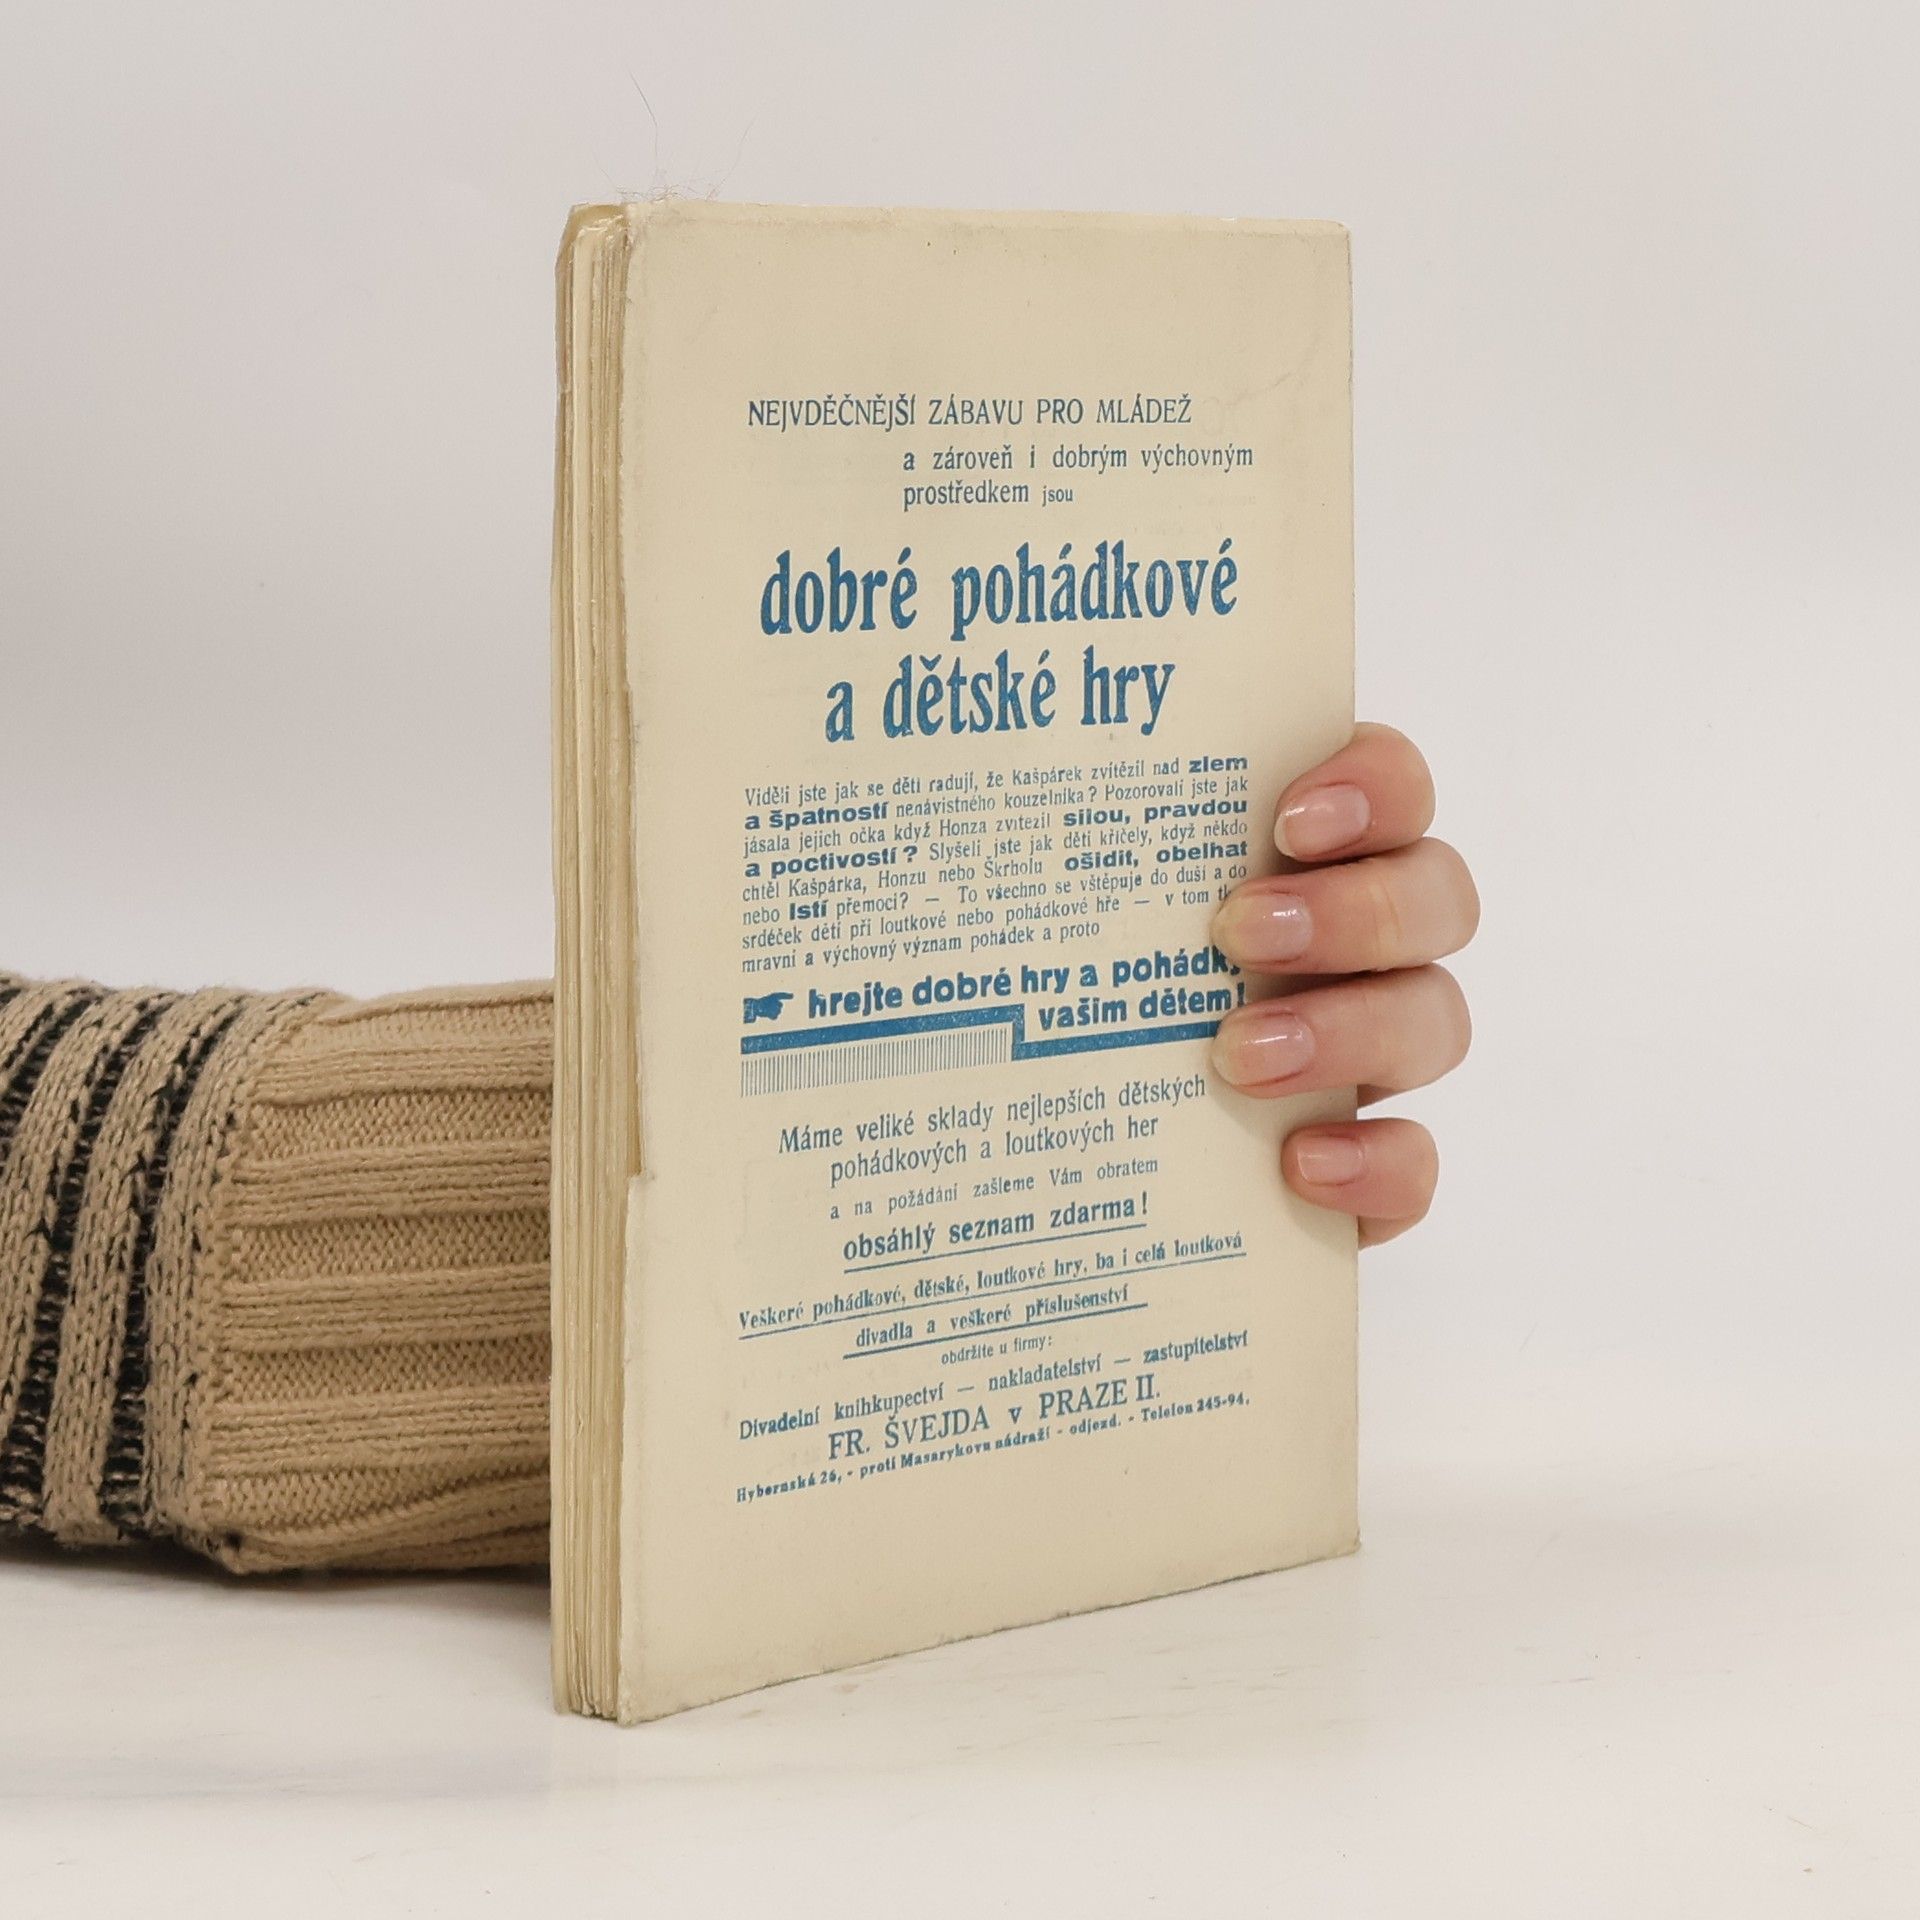 NEJVDĚČNĚJŠÍ ZÁBAVU PRO MLÁDEŽ
a zároveň i dobrým výchovným
prostředkem jsou
dobré pohádkové
a dětské hry
Viděli jste jak se děti radují, že Kašpárek zvítězil nad zlem
a špatností nenávistného kouzelníka? Pozorovali jste jak
jásala jejich očka když Honza zvítezil silou, pravdou
a poctivostí? Slyšeli jste jak děti křičely, když někdo
chtěl Kašpárka, Honzu nebo Škrholu ošidit, obelhat
nebo lstí přemoci? — To všechno se vštěpuje do duší a do
srdéček dětí při loutkové nebo pohádkové hře — v tom
mravní a výchovný význam pohádek a proto
hrejte dobré hry a
vašim dětem!
Máme veliké sklady nejlepších dětských
pohádkových a loutkových her
a na požádání zašleme Vám obratem
obsáhlý seznam zdarma!
Veškeré pohádkové, dětské, loutkové hry, ba i celá loutková
divadla a veškeré příslušenství
obdržíte u firmy:
Divadelní knihkupectví — nakladatelství — zastupitelství
FR. ŠVEJDA v PRAZE II.
Hybernská 26, - proti Masarykovu nádraží - odjezd. - Telefon 245-94.